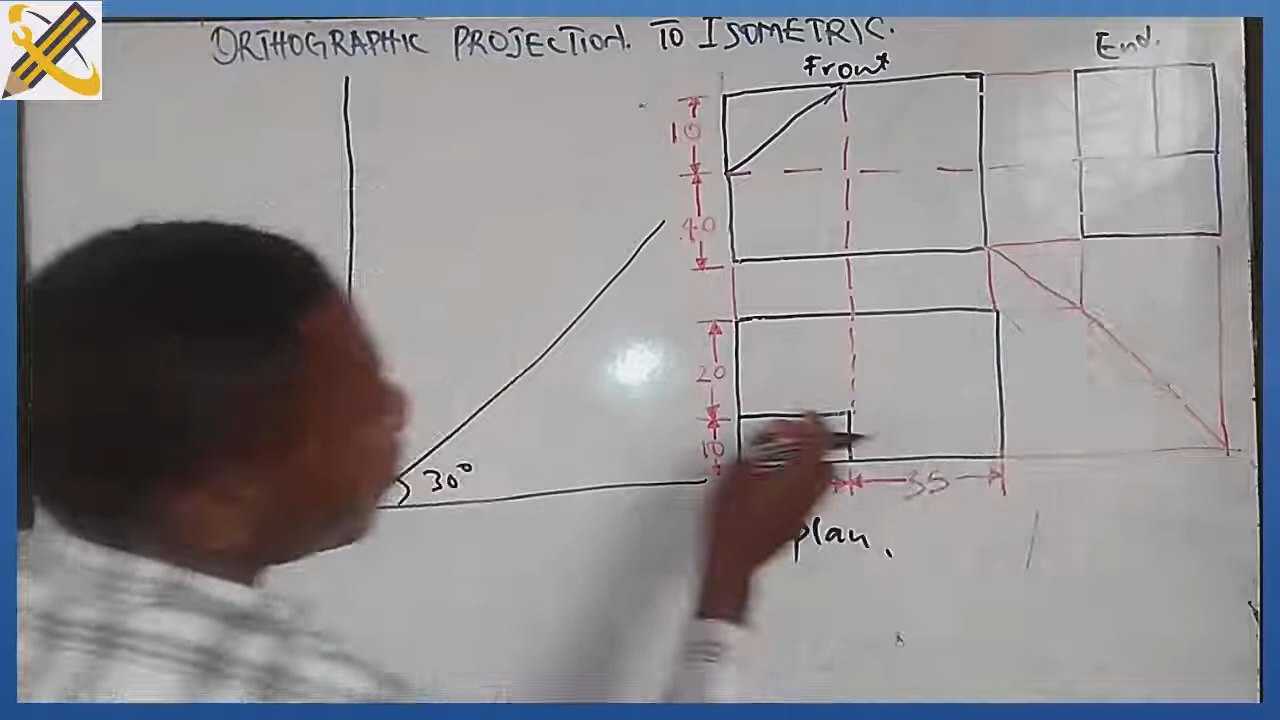 ORTHOGRAPHIC PROJECTION. TO ISOMETRIC.
Front
End.
10
40
20
10
30°
35
plan.